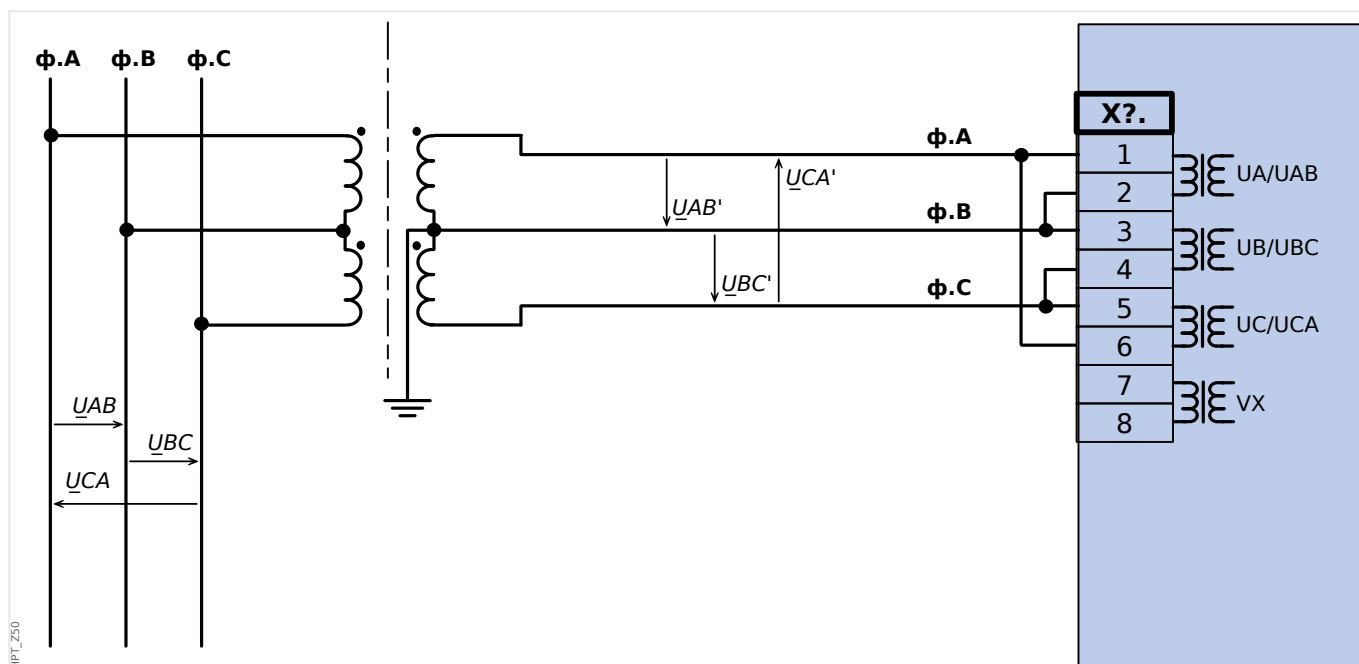 ф.A ф.B ф.C
X?.
ф.A
1
UA/UAB
UCA'
2
UAB'
ф.B
3
UB/UBC
4
UBC'
ф.C
5
UC/UCA
6
7
VX
8
UAB
UBC
UCA